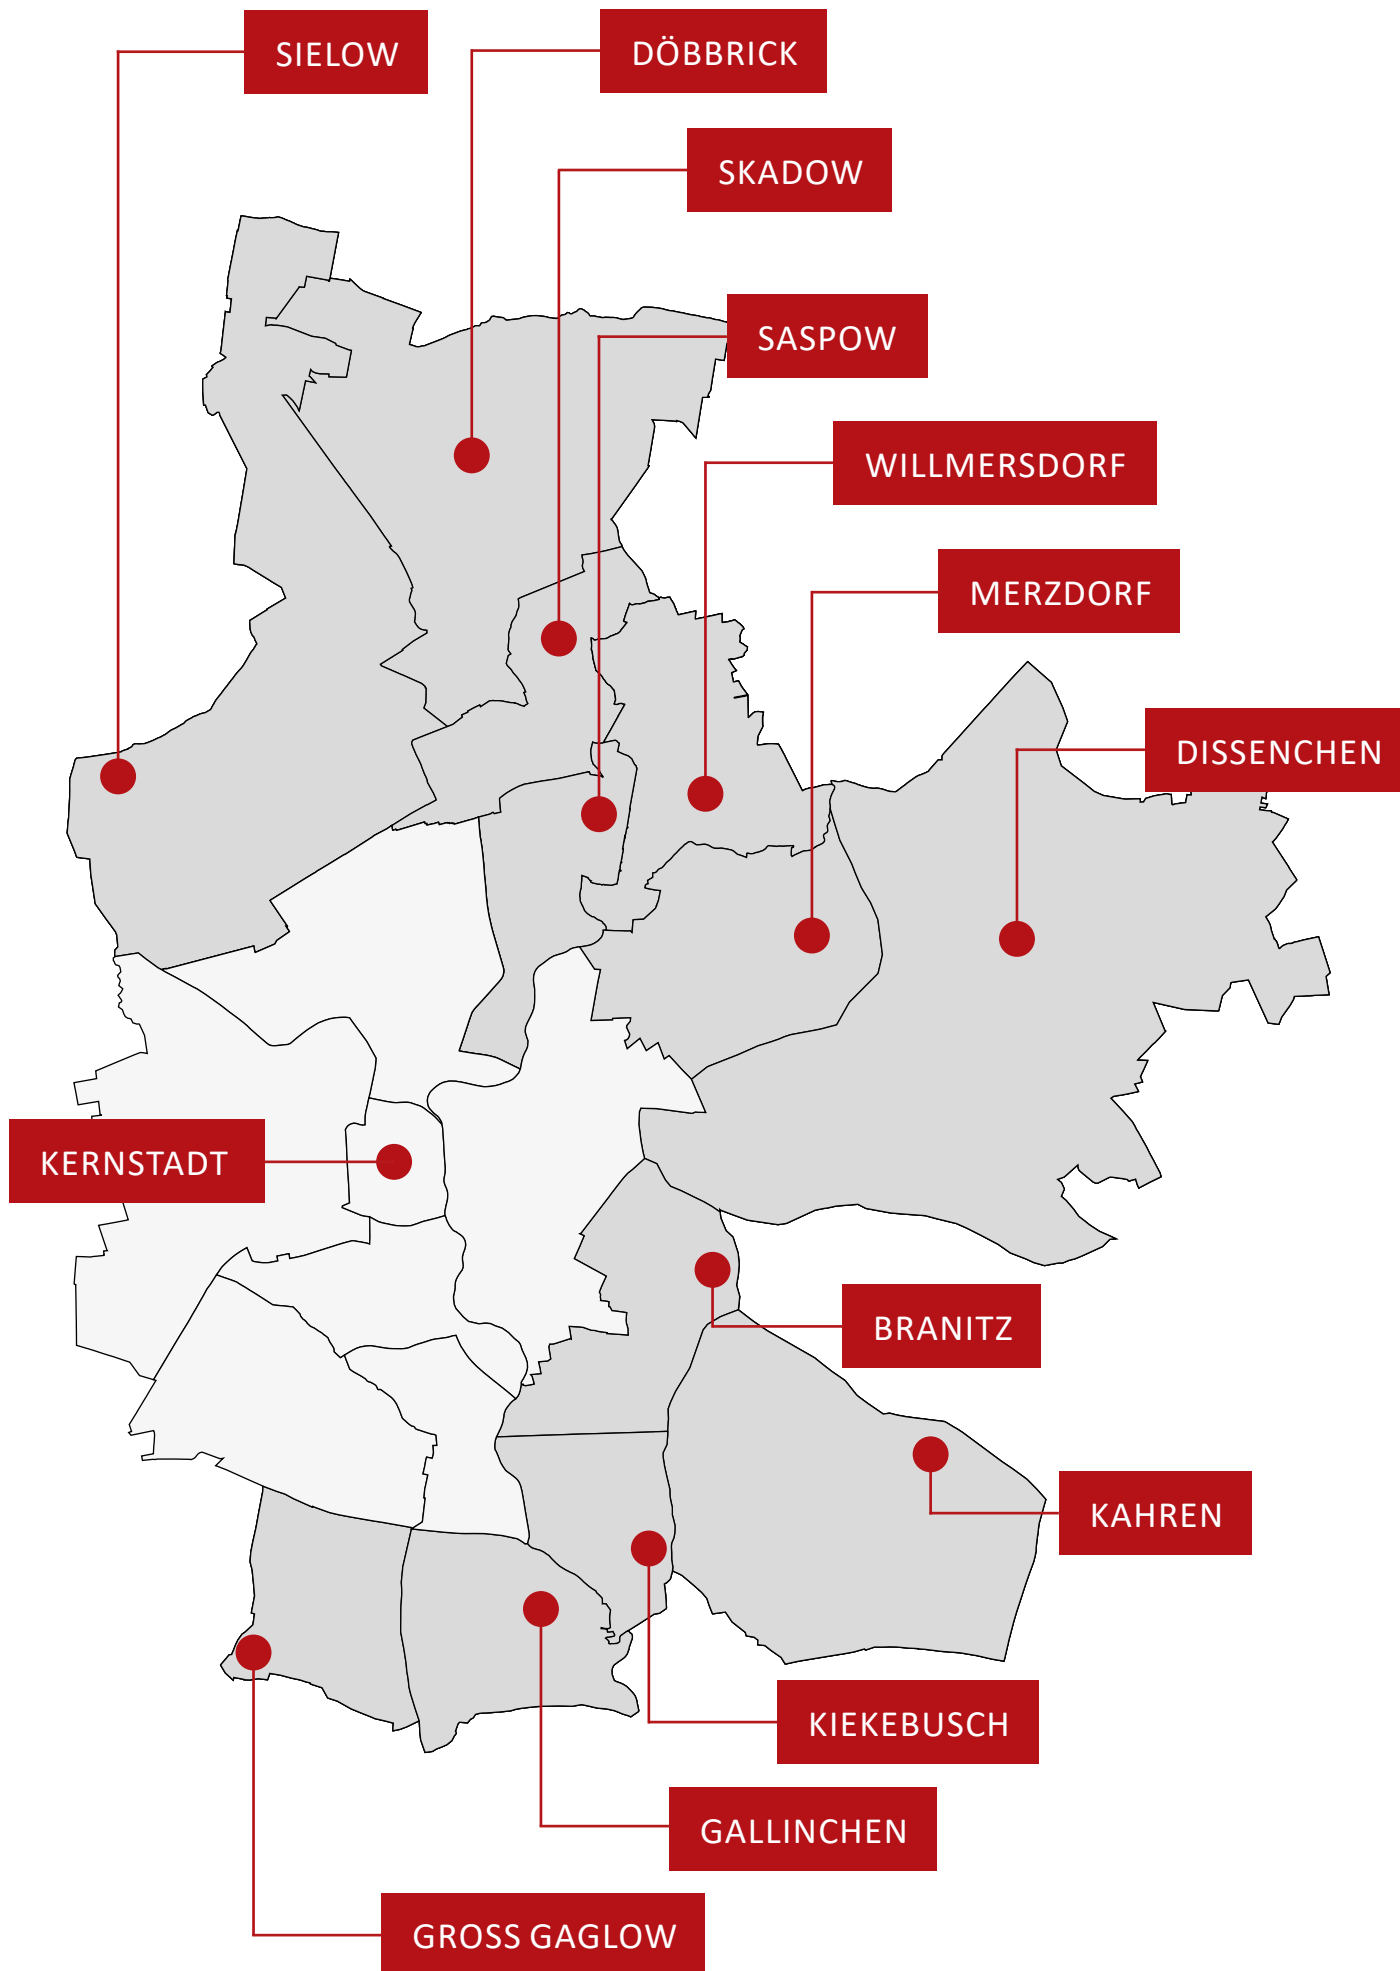 SIELOW
DÖBBRICK
SKADOW
SASPOW
WILLMERSDORF
MERZDORF
DISSENCHEN
KERNSTADT
BRANITZ
KAHREN
KIEKEBUSCH
GALLINCHEN
GROSS GAGLOW